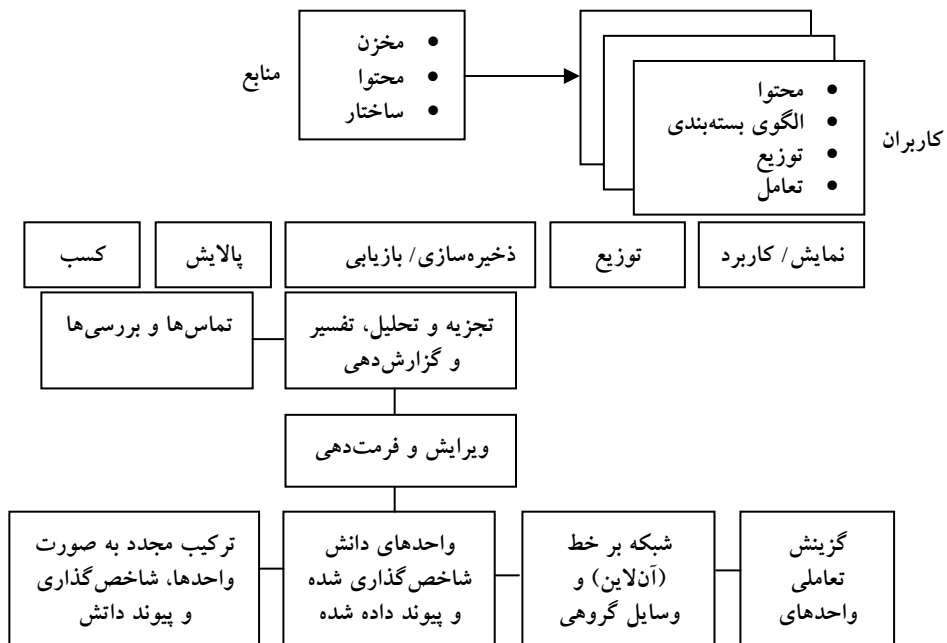 منابع
• مخزن
• محتوا
• ساختار
• محتوا
• الگوی بسته‌بندی
• توزیع
• تعامل
کاربران
نمایش/ کاربرد
توزیع
ذخیره‌سازی/ بازیابی
پالایش
کسب
تجزیه و تحلیل، تفسیر
و گزارش‌دهی
تماس‌ها و بررسی‌ها
ویرایش و فرمت‌دهی
گزینش
تعاملی
واحدهای
شبکه بر خط
(آنلاین) و
وسایل گروهی
واحدهای دانش
شاخص‌گذاری شده
و پیوند داده شده
ترکیب مجدد به صورت
واحدها، شاخص‌گذاری
و پیوند داتش